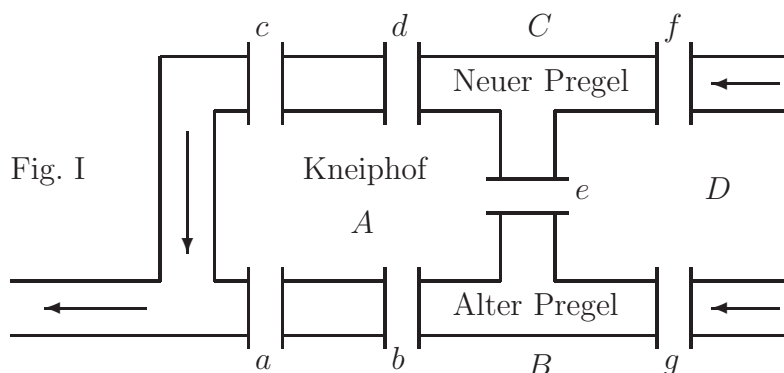 c d C f
Neuer Pregel
Fig. I
Kneiphof
e
D
A
Alter Pregel
a b B g